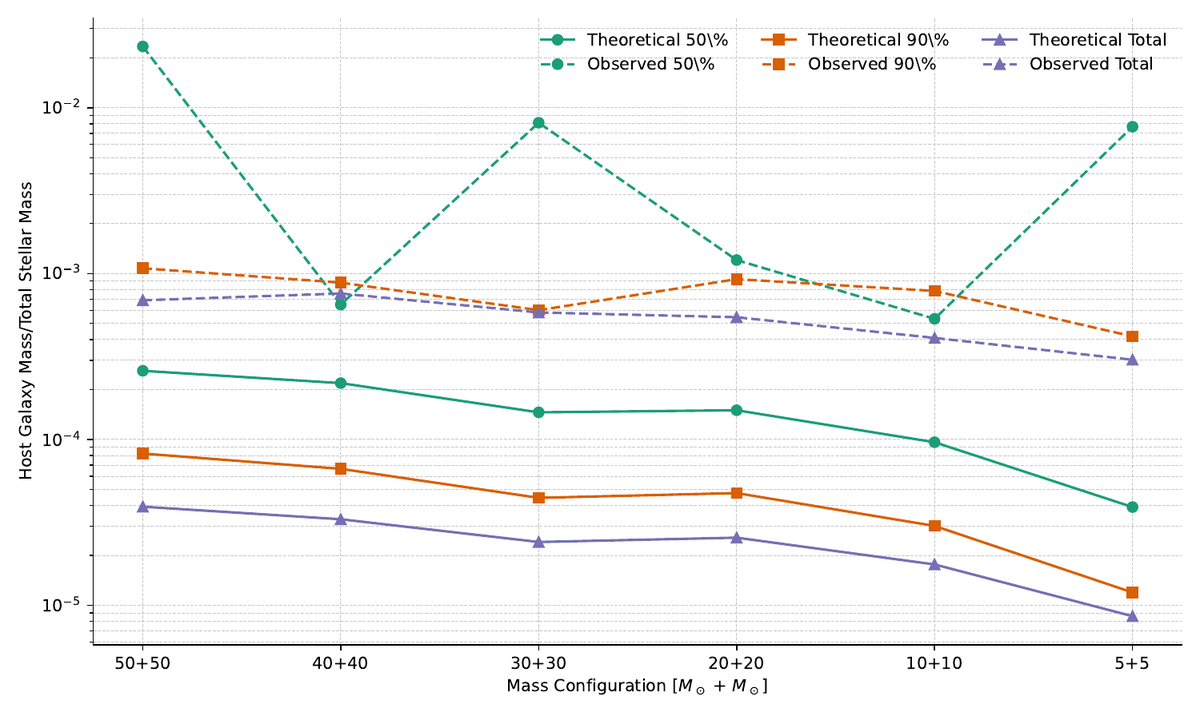 Theoretical 50\% Theoretical 90\% Theoretical Total
Observed 50\% Observed 90\% Observed Total
Host Galaxy Mass/Total Stellar Mass
10⁻²
10⁻³
10⁻⁴
10⁻⁵
50+50 40+40 30+30 20+20 10+10 5+5
Mass Configuration [M⊙ + M⊙]